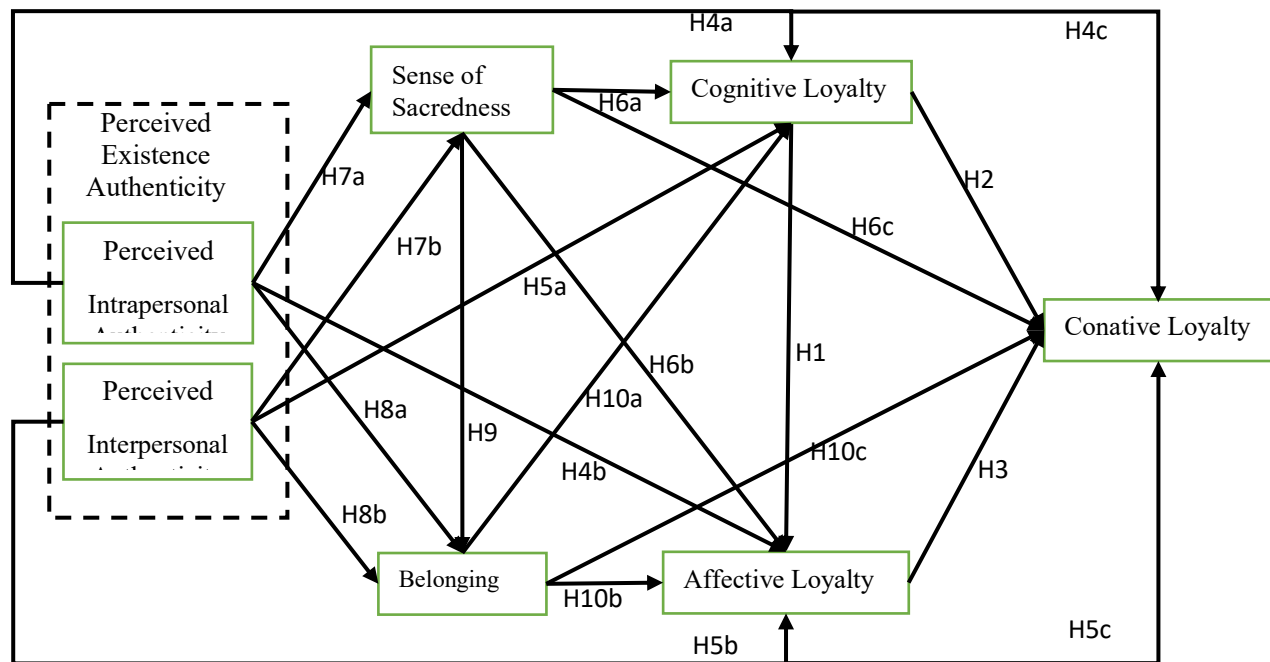 H4a
H4c
Sense of
Sacredness
Cognitive Loyalty
H6a
Perceived
Existence
Authenticity
H7a
H2
H6c
H7b
H5a
Perceived
Intrapersonal
Conative Loyalty
H1
H6b
Perceived
Interpersonal
H8a
H10a
H9
H10c
H4b
H3
H8b
Belonging
Affective Loyalty
H10b
H5b
H5c